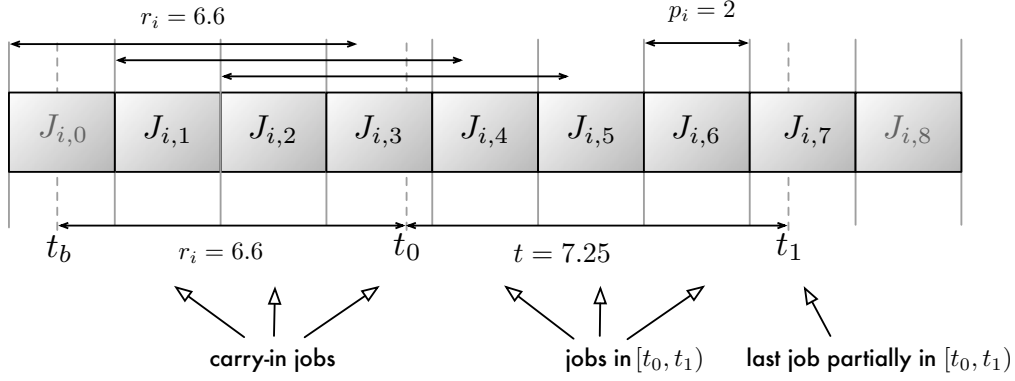 r_i = 6.6
p_i = 2
J_{i,0} J_{i,1} J_{i,2} J_{i,3} J_{i,4} J_{i,5} J_{i,6} J_{i,7} J_{i,8}
t_b r_i = 6.6 t_0 t = 7.25 t_1
carry-in jobs jobs in [t_0, t_1) last job partially in [t_0, t_1)